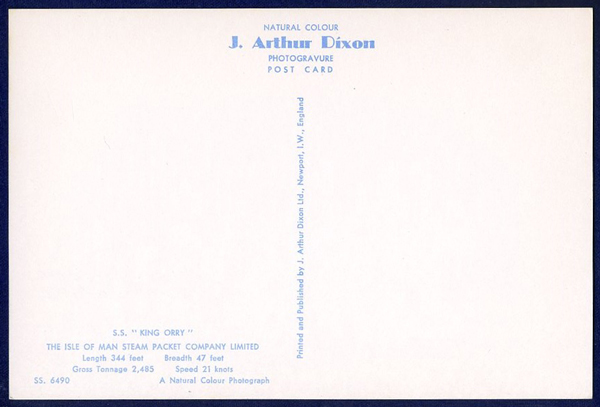 NATURAL COLOUR
J. Arthur Dixon
PHOTOGRAVURE
POST CARD
Printed and Published by J. Arthur Dixon Ltd., Newport, I.W., England
S.S. " KING ORRY "
THE ISLE OF MAN STEAM PACKET COMPANY LIMITED
Length 344 feet Breadth 47 feet
Gross Tonnage 2,485 Speed 21 knots
SS. 6490 A Natural Colour Photograph